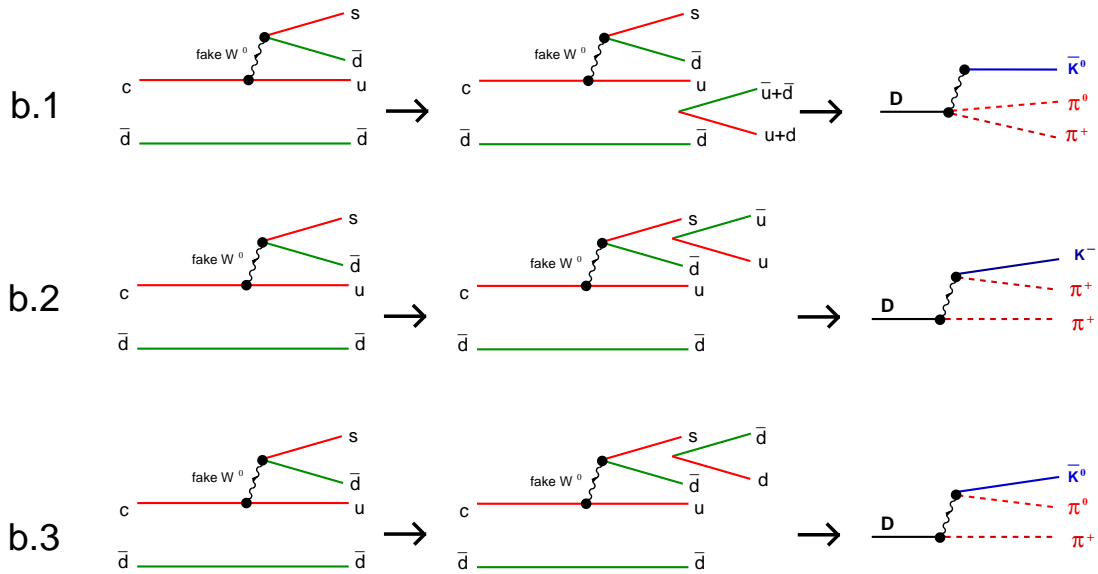 s
fake W⁰
d̅
c
u
d̅
d̅
s
fake W⁰
d̅
c
u
u̅+d̅
u+d
d̅
d̅
b.1
D
K̅⁰
π⁰
π⁺
s
fake W⁰
d̅
c
u
d̅
d̅
s
u̅
fake W⁰
d̅
u
c
u
d̅
d̅
b.2
D
K⁻
π⁺
π⁺
s
fake W⁰
d̅
c
u
d̅
d̅
s
d̅
fake W⁰
d̅
d
c
u
d̅
d̅
b.3
D
K̅⁰
π⁰
π⁺